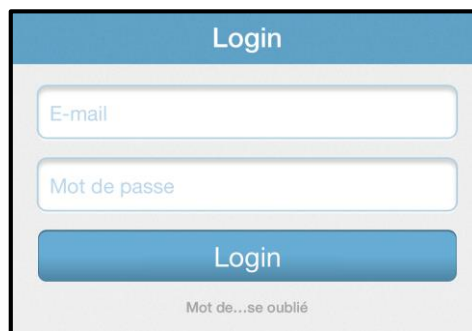 Login
E-mail
Mot de passe
Login
Mot de...se oublié